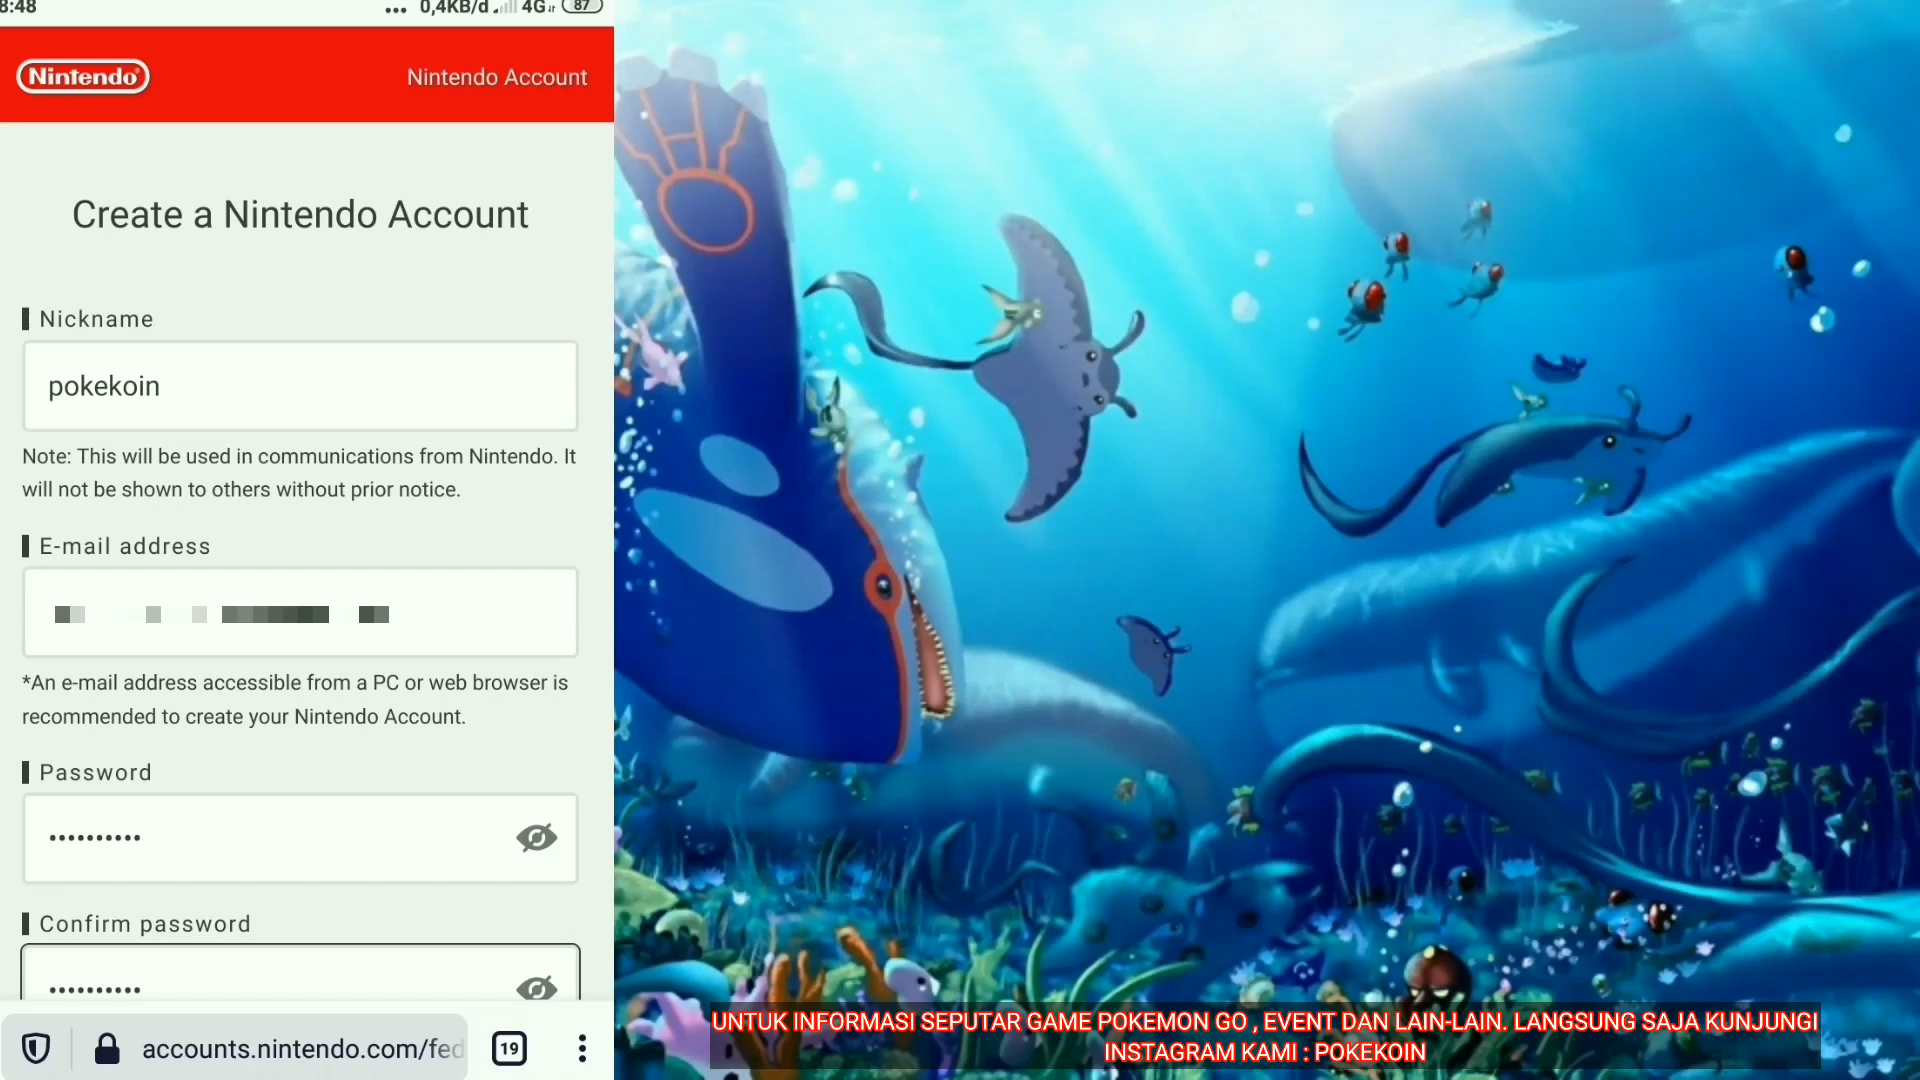 8:48
... 0,4KB/d 4G 87
Nintendo
Nintendo Account
Create a Nintendo Account
Nickname
pokekoin
Note: This will be used in communications from Nintendo. It
will not be shown to others without prior notice.
E-mail address
*An e-mail address accessible from a PC or web browser is
recommended to create your Nintendo Account.
Password
••••••••••
Confirm password
••••••••••
accounts.nintendo.com/fed
19
UNTUK INFORMASI SEPUTAR GAME POKEMON GO , EVENT DAN LAIN-LAIN. LANGSUNG SAJA KUNJUNGI
INSTAGRAM KAMI : POKEKOIN